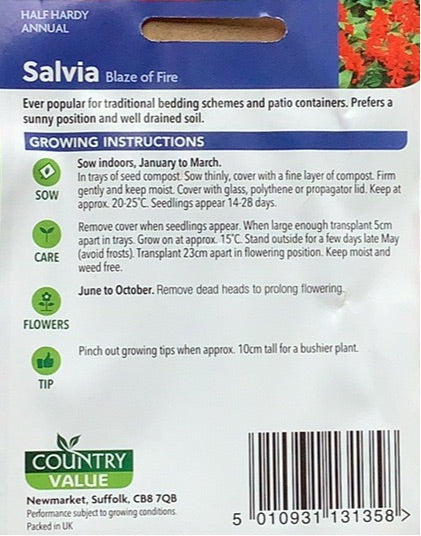 HALF HARDY
ANNUAL
Salvia Blaze of Fire
Ever popular for traditional bedding schemes and patio containers. Prefers a
sunny position and well drained soil.
GROWING INSTRUCTIONS
Sow indoors, January to March.
In trays of seed compost. Sow thinly, cover with a fine layer of compost. Firm
gently and keep moist. Cover with glass, polythene or propagator lid. Keep at
approx. 20-25°C. Seedlings appear 14-28 days.
SOW
Remove cover when seedlings appear. When large enough transplant 5cm
apart in trays. Grow on at approx. 15°C. Stand outside for a few days late May
(avoid frosts). Transplant 23cm apart in flowering position. Keep moist and
weed free.
CARE
June to October. Remove dead heads to prolong flowering.
FLOWERS
Pinch out growing tips when approx. 10cm tall for a bushier plant.
TIP
COUNTRY
VALUE
Newmarket, Suffolk, CB8 7QB
Performance subject to growing conditions.
Packed in UK
5 010931 131358 >